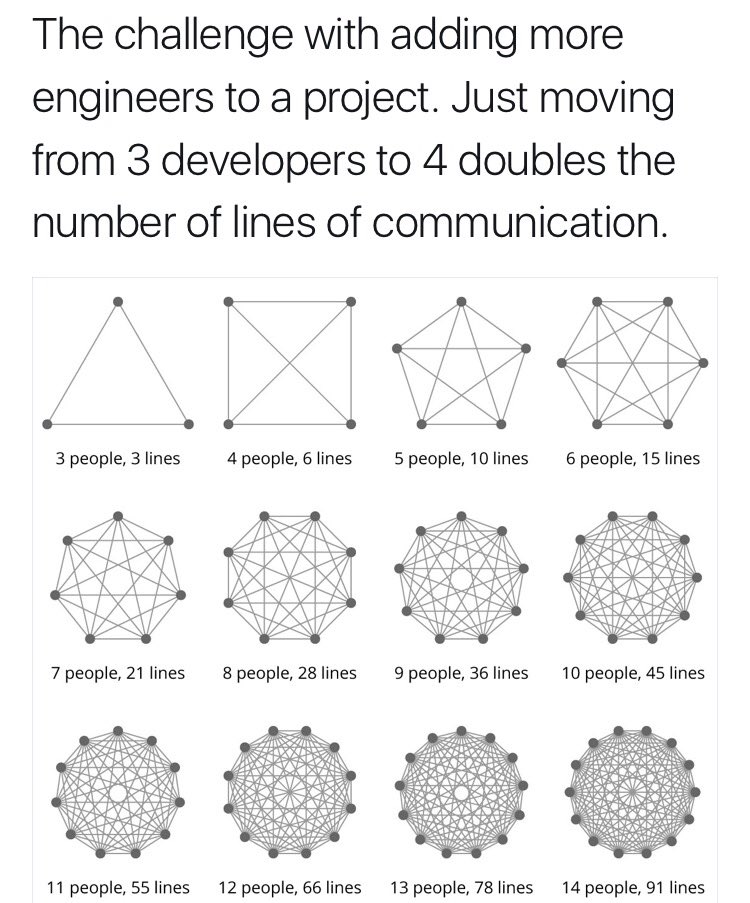 The challenge with adding more
engineers to a project. Just moving
from 3 developers to 4 doubles the
number of lines of communication.
3 people, 3 lines
4 people, 6 lines
5 people, 10 lines
6 people, 15 lines
7 people, 21 lines
8 people, 28 lines
9 people, 36 lines
10 people, 45 lines
11 people, 55 lines
12 people, 66 lines
13 people, 78 lines
14 people, 91 lines